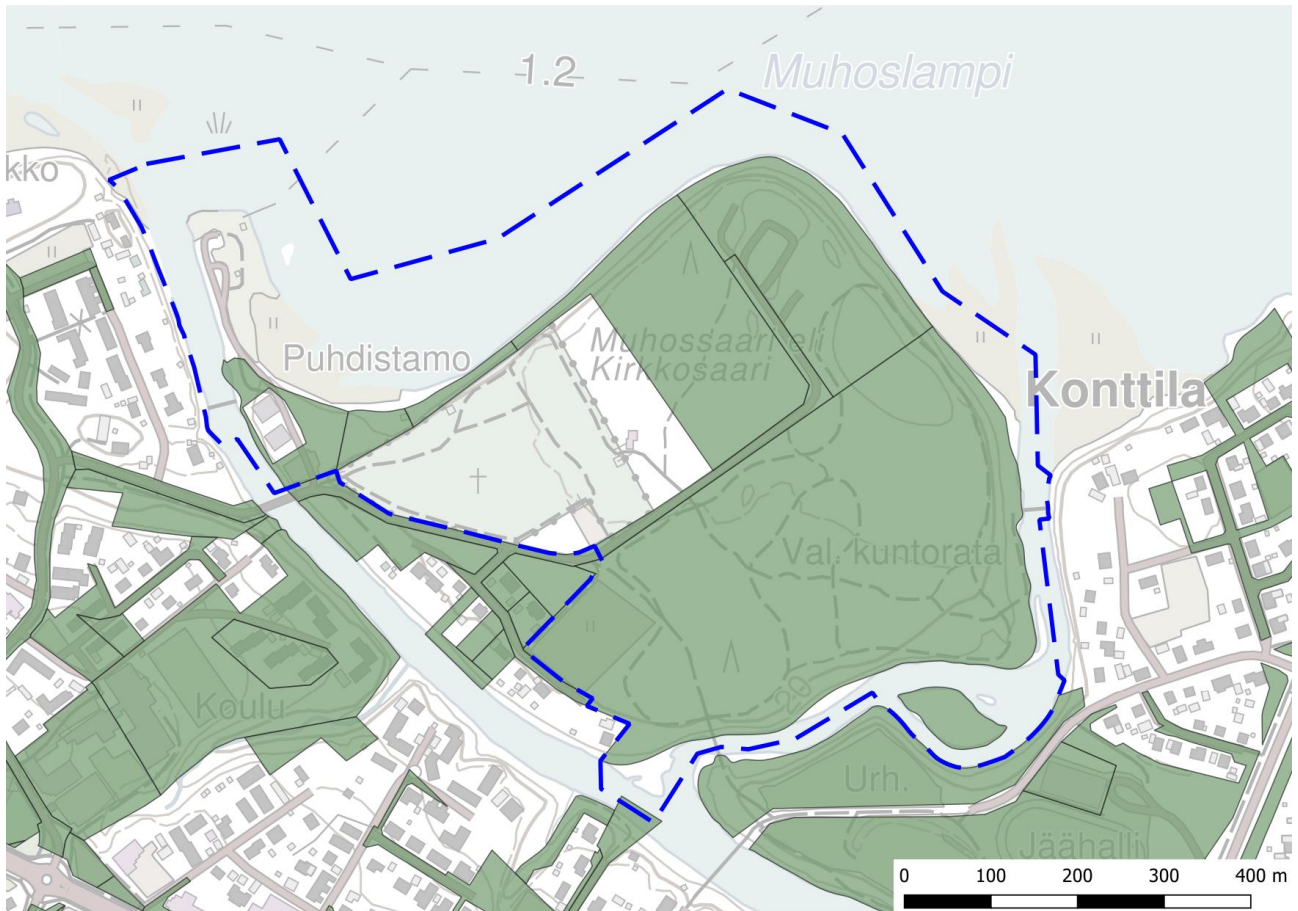 1.2
Muhoslampi
kko
Puhdistamo
Muhossaari eli
Kirkkosaari
Konttila
Val. kuntorata
20
Koulu
Urh.
Jäähalli
0 100 200 300 400 m